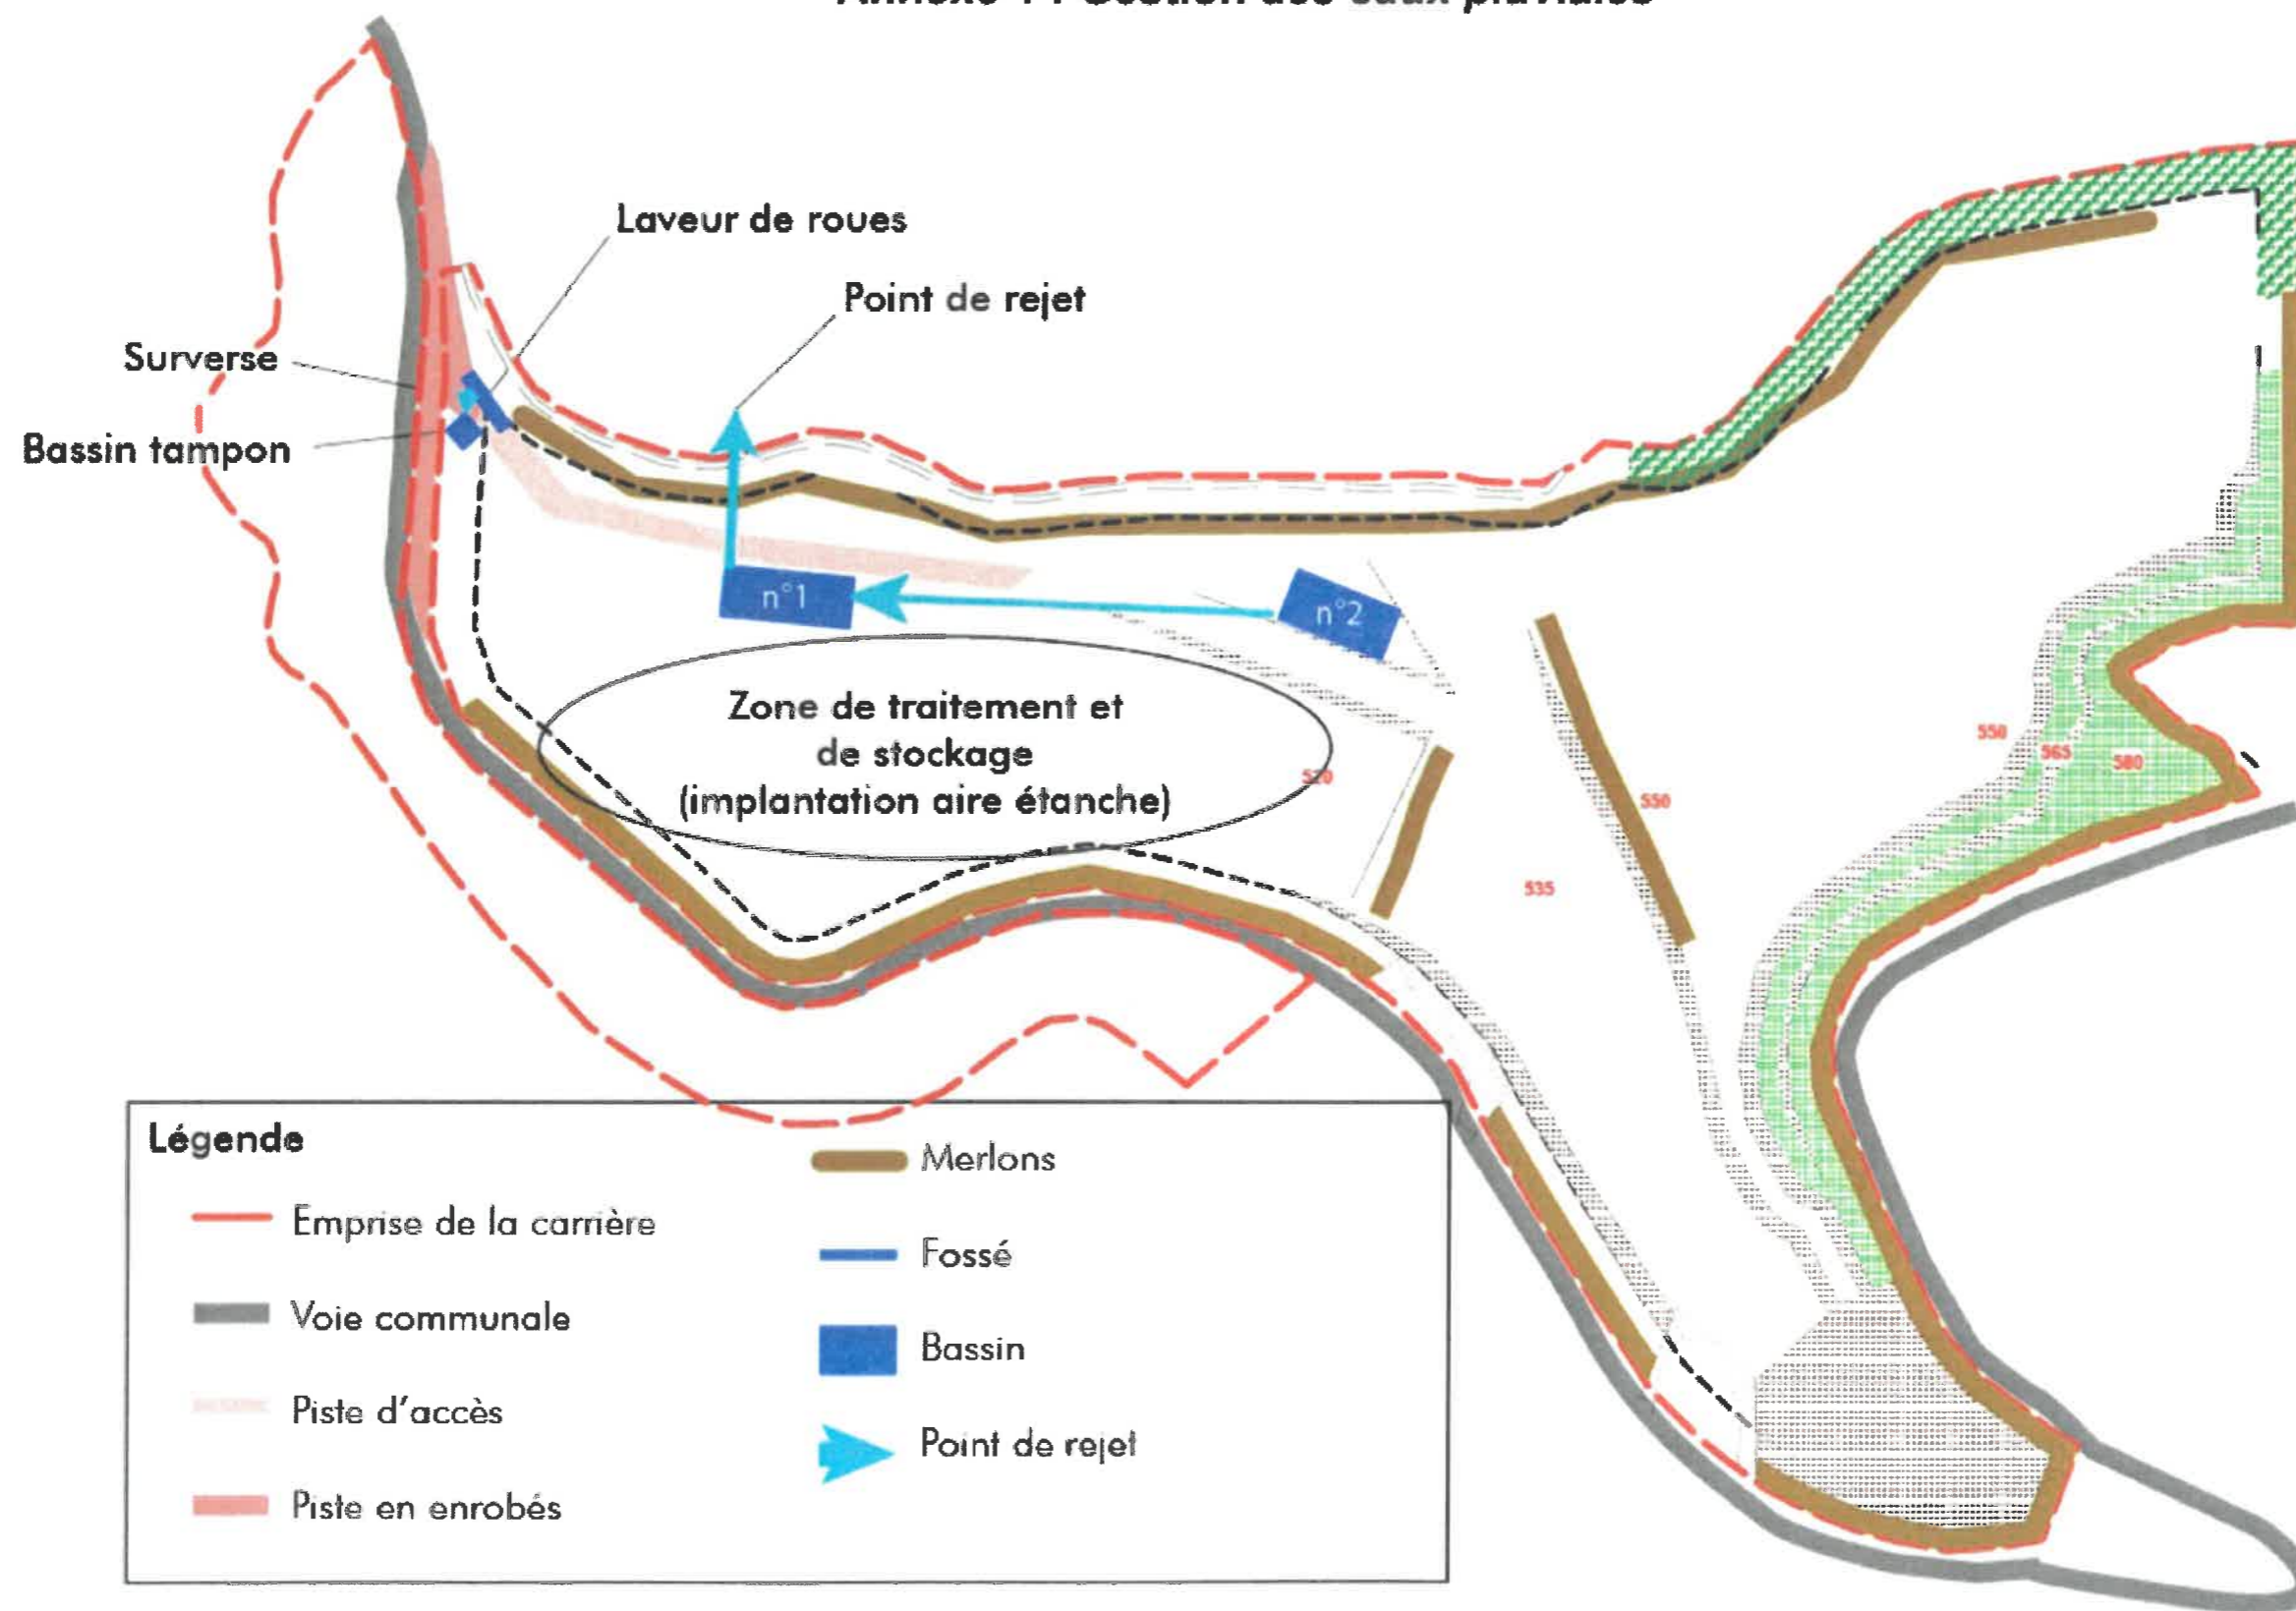 Laveur de roues
Point de rejet
Surverse
Bassin tampon
n°1
n°2
Zone de traitement et
de stockage
(implantation aire étanche)
520
550
535
550
565
580
Légende
Emprise de la carrière
Voie communale
Piste d'accès
Piste en enrobés
Merlons
Fossé
Bassin
Point de rejet